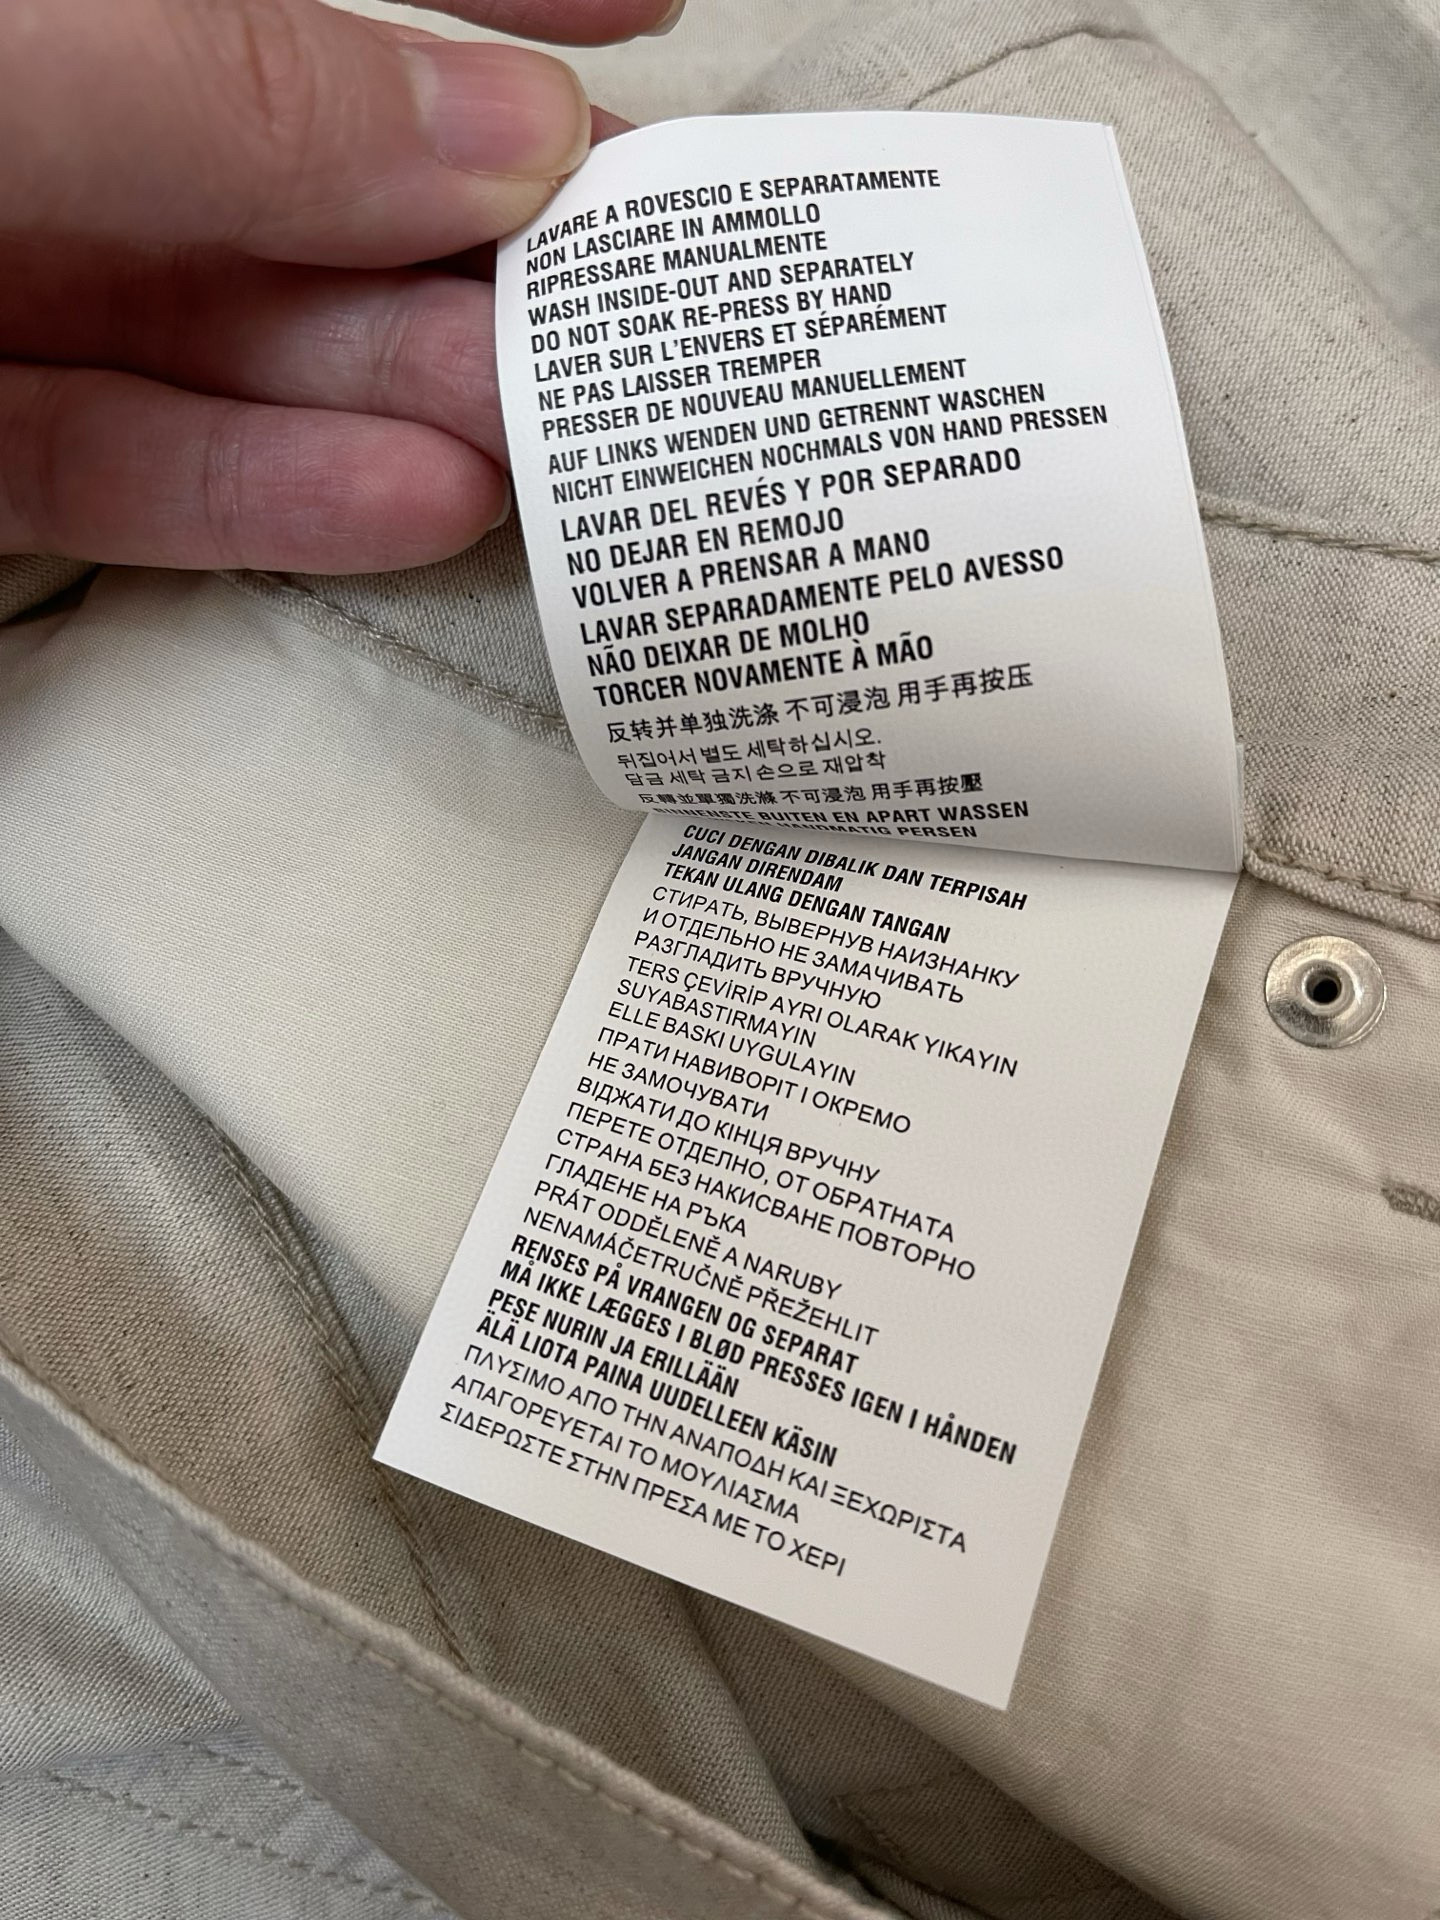 LAVARE A ROVESCIO E SEPARATAMENTE
NON LASCIARE IN AMMOLLO
RIPRESSARE MANUALMENTE
WASH INSIDE-OUT AND SEPARATELY
DO NOT SOAK RE-PRESS BY HAND
LAVER SUR L'ENVERS ET SÉPARÉMENT
NE PAS LAISSER TREMPER
PRESSER DE NOUVEAU MANUELLEMENT
AUF LINKS WENDEN UND GETRENNT WASCHEN
NICHT EINWEICHEN NOCHMALS VON HAND PRESSEN
LAVAR DEL REVÉS Y POR SEPARADO
NO DEJAR EN REMOJO
VOLVER A PRENSAR A MANO
LAVAR SEPARADAMENTE PELO AVESSO
NÃO DEIXAR DE MOLHO
TORCER NOVAMENTE À MÃO
反转并单独洗涤 不可浸泡 用手再按压
뒤집어서 별도 세탁하십시오.
담금 세탁 금지 손으로 재압착
反轉並單獨洗滌 不可浸泡 用手再按壓
BINNENSTE BUITEN EN APART WASSEN
HANDMATIG PERSEN
CUCI DENGAN DIBALIK DAN TERPISAH
JANGAN DIRENDAM
TEKAN ULANG DENGAN TANGAN
СТИРАТЬ, ВЫВЕРНУВ НАИЗНАНКУ
И ОТДЕЛЬНО НЕ ЗАМАЧИВАТЬ
РАЗГЛАДИТЬ ВРУЧНУЮ
TERS ÇEVİRİP AYRI OLARAK YIKAYIN
SUYABASTIRMAYIN
ELLE BASKI UYGULAYIN
ПРАТИ НАВИВОРІТ І ОКРЕМО
НЕ ЗАМОЧУВАТИ
ВІДЖАТИ ДО КІНЦЯ ВРУЧНУ
ПЕРЕТЕ ОТДЕЛНО, ОТ ОБРАТНАТА
СТРАНА БЕЗ НАКИСВАНЕ ПОВТОРНО
ГЛАДЕНЕ НА РЪКА
PRÁT ODDĚLENĚ A NARUBY
NENAMÁČETRUČNĚ PŘEŽEHLIT
RENSES PÅ VRANGEN OG SEPARAT
MÅ IKKE LÆGGES I BLØD PRESSES IGEN I HÅNDEN
PESE NURIN JA ERILLÄÄN
ÄLÄ LIOTA PAINA UUDELLEEN KÄSIN
ΠΛΥΣΙΜΟ ΑΠΟ ΤΗΝ ΑΝΑΠΟΔΗ ΚΑΙ ΞΕΧΩΡΙΣΤΑ
ΑΠΑΓΟΡΕΥΕΤΑΙ ΤΟ ΜΟΥΛΙΑΣΜΑ
ΣΙΔΕΡΩΣΤΕ ΣΤΗΝ ΠΡΕΣΑ ΜΕ ΤΟ ΧΕΡΙ